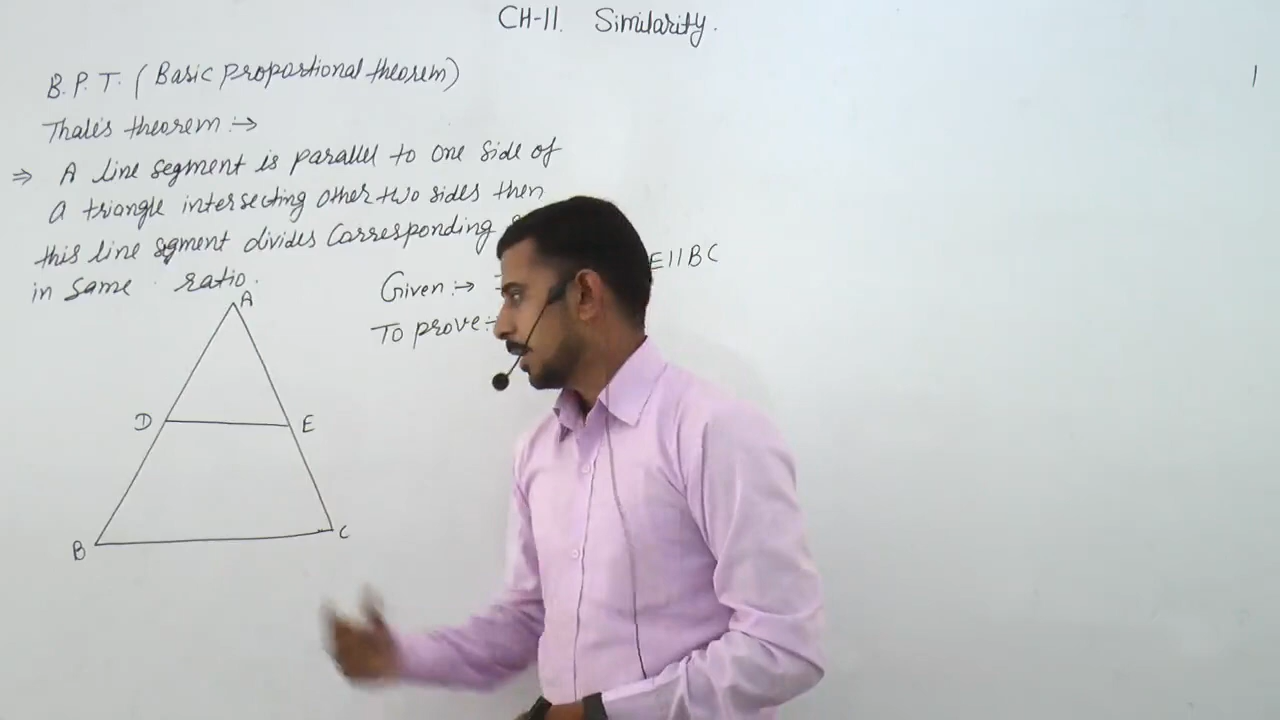 CH-11. Similarity.
1
B.P.T. (Basic proportional theorem)
Thale's theorem :→
⇒ A line segment is parallel to one side of
a triangle intersecting other two sides then
this line segment divides corresponding
in same ratio.
Given :→ E||BC
To prove :→
A
D E
B C